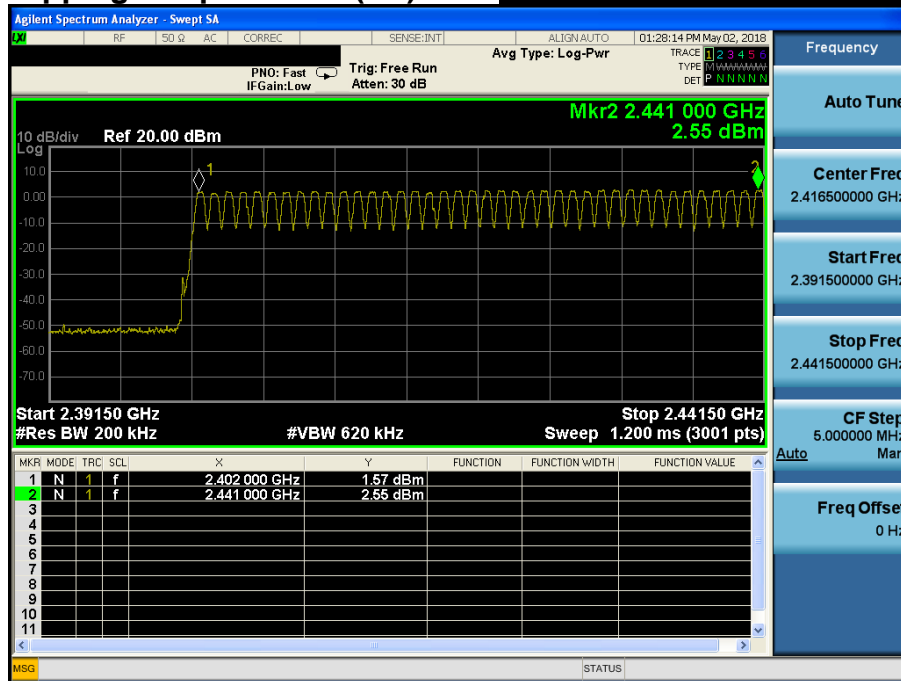 Agilent Spectrum Analyzer - Swept SA
LXI RF 50 Ω AC CORREC SENSE:INT ALIGN AUTO 01:28:14 PM May 02, 2018
Avg Type: Log-Pwr
TRACE 1 2 3 4 5 6
PNO: Fast Trig: Free Run
TYPE M WWWWW
IFGain:Low Atten: 30 dB
DET P N N N N N
Frequency
Mkr2 2.441 000 GHz
2.55 dBm
10 dB/div Ref 20.00 dBm
Log
1
2
10.0
0.00
-10.0
-20.0
-30.0
-40.0
-50.0
-60.0
-70.0
Start 2.39150 GHz Stop 2.44150 GHz
#Res BW 200 kHz #VBW 620 kHz Sweep 1.200 ms (3001 pts)
MKR MODE TRC SCL X Y FUNCTION FUNCTION WIDTH FUNCTION VALUE
1 N 1 f 2.402 000 GHz 1.57 dBm
2 N 1 f 2.441 000 GHz 2.55 dBm
3
4
5
6
7
8
9
10
11
MSG STATUS
Auto Tune
Center Freq
2.416500000 GHz
Start Freq
2.391500000 GHz
Stop Freq
2.441500000 GHz
CF Step
5.000000 MHz
Auto Man
Freq Offset
0 Hz